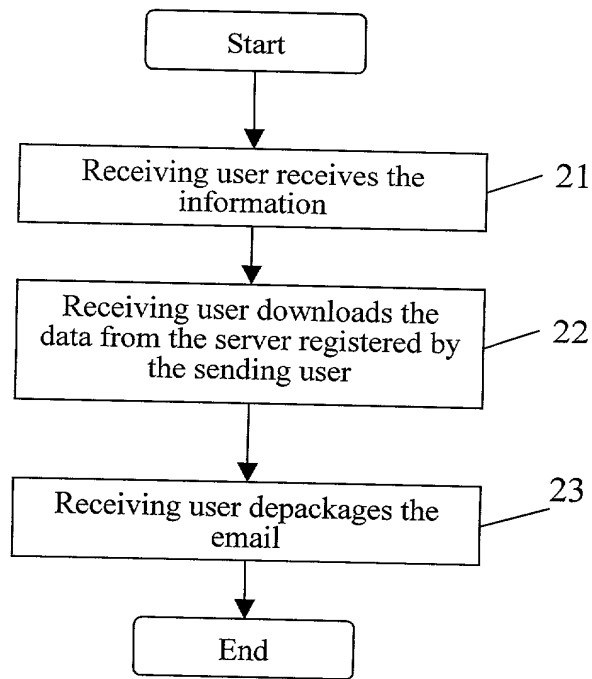 Start
Receiving user receives the
information
21
Receiving user downloads the
data from the server registered by
the sending user
22
Receiving user depackages the
email
23
End